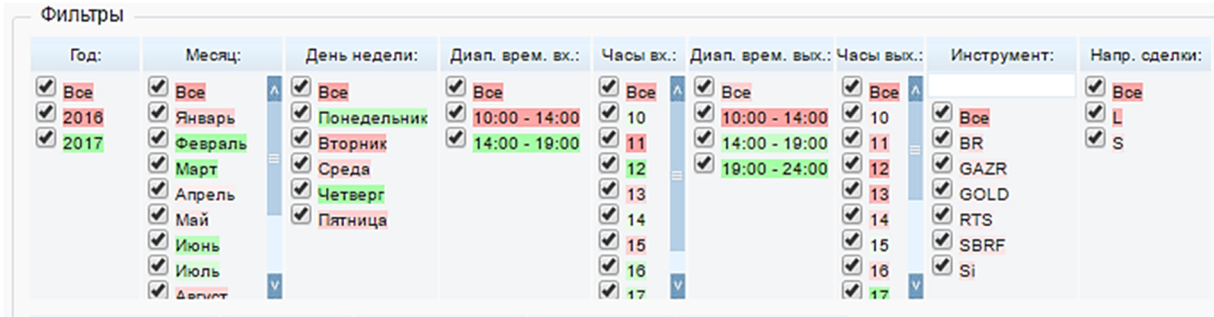 Фильтры
Год:
Все
2016
2017
Месяц:
Все
Январь
Февраль
Март
Апрель
Май
Июнь
Июль
Август
День недели:
Все
Понедельник
Вторник
Среда
Четверг
Пятница
Диап. врем. вх.:
Все
10:00 - 14:00
14:00 - 19:00
Часы вх.:
Все
10
11
12
13
14
15
16
17
Диап. врем. вых.:
Все
10:00 - 14:00
14:00 - 19:00
19:00 - 24:00
Часы вых.:
Все
10
11
12
13
14
15
16
17
Инструмент:
Все
BR
GAZR
GOLD
RTS
SBRF
Si
Напр. сделки:
Все
L
S